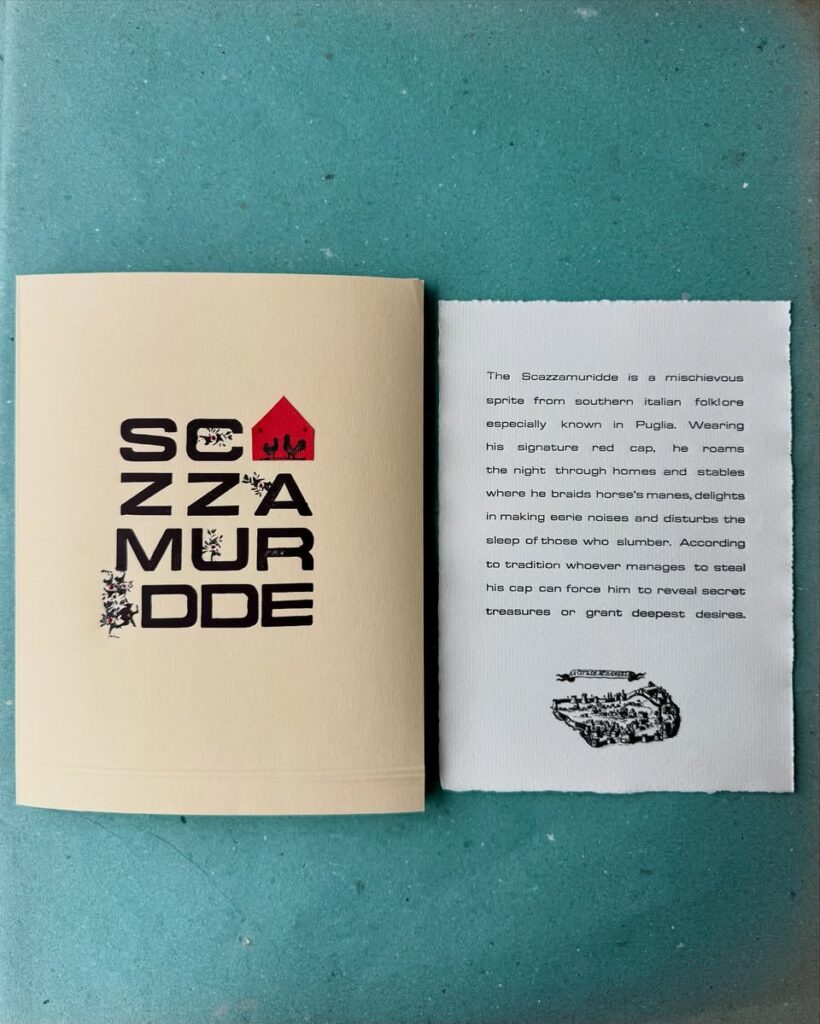 SC
ZZA
MUR
DDE
The Scazzamuridde is a mischievous
sprite from southern italian folklore
especially known in Puglia. Wearing
his signature red cap, he roams
the night through homes and stables
where he braids horse's manes, delights
in making eerie noises and disturbs the
sleep of those who slumber. According
to tradition whoever manages to steal
his cap can force him to reveal secret
treasures or grant deepest desires.